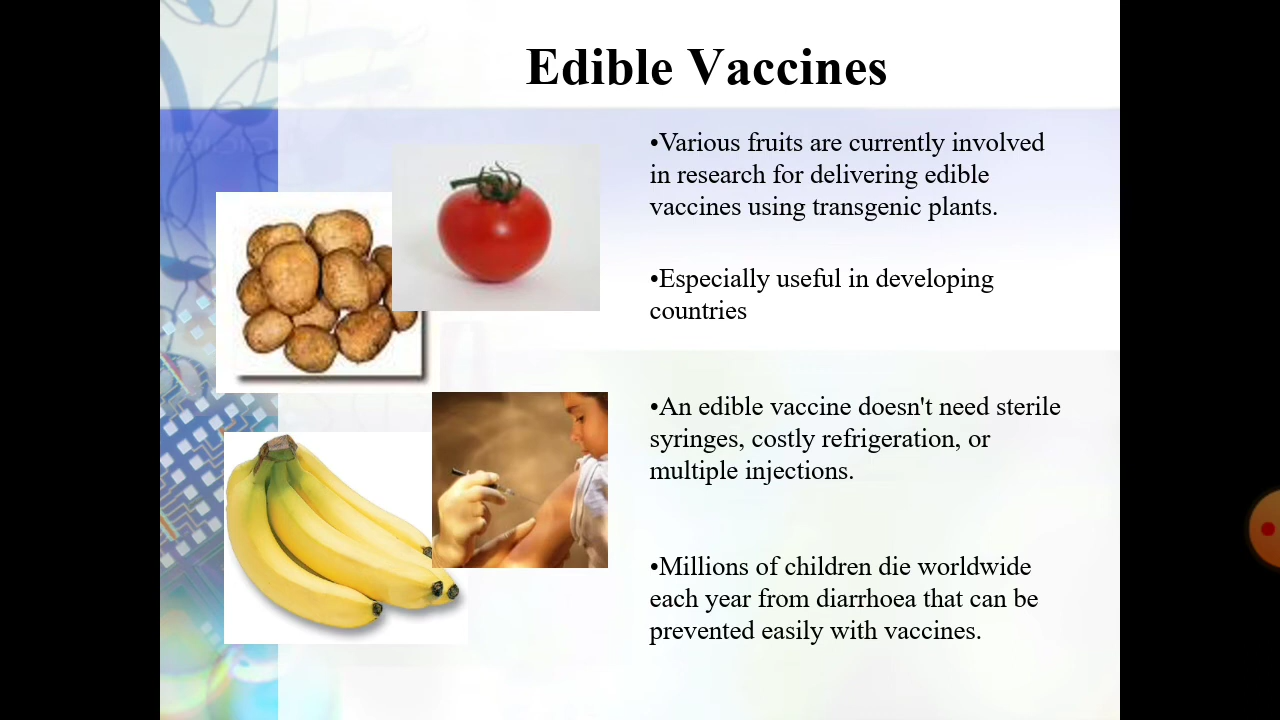 Edible Vaccines
•Various fruits are currently involved
in research for delivering edible
vaccines using transgenic plants.
•Especially useful in developing
countries
•An edible vaccine doesn't need sterile
syringes, costly refrigeration, or
multiple injections.
•Millions of children die worldwide
each year from diarrhoea that can be
prevented easily with vaccines.